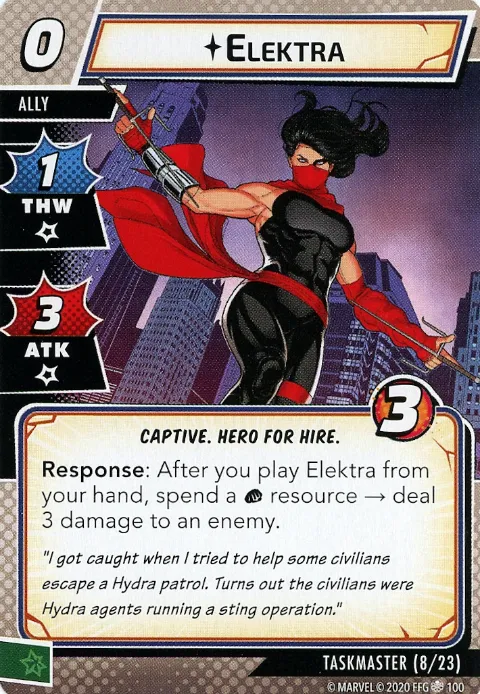 0
ELEKTRA
ALLY
1
THW
3
ATK
3
CAPTIVE. HERO FOR HIRE.
Response: After you play Elektra from
your hand, spend a resource → deal
3 damage to an enemy.
"I got caught when I tried to help some civilians
escape a Hydra patrol. Turns out the civilians were
Hydra agents running a sting operation."
TASKMASTER (8/23)
© MARVEL © 2020 FFG 100